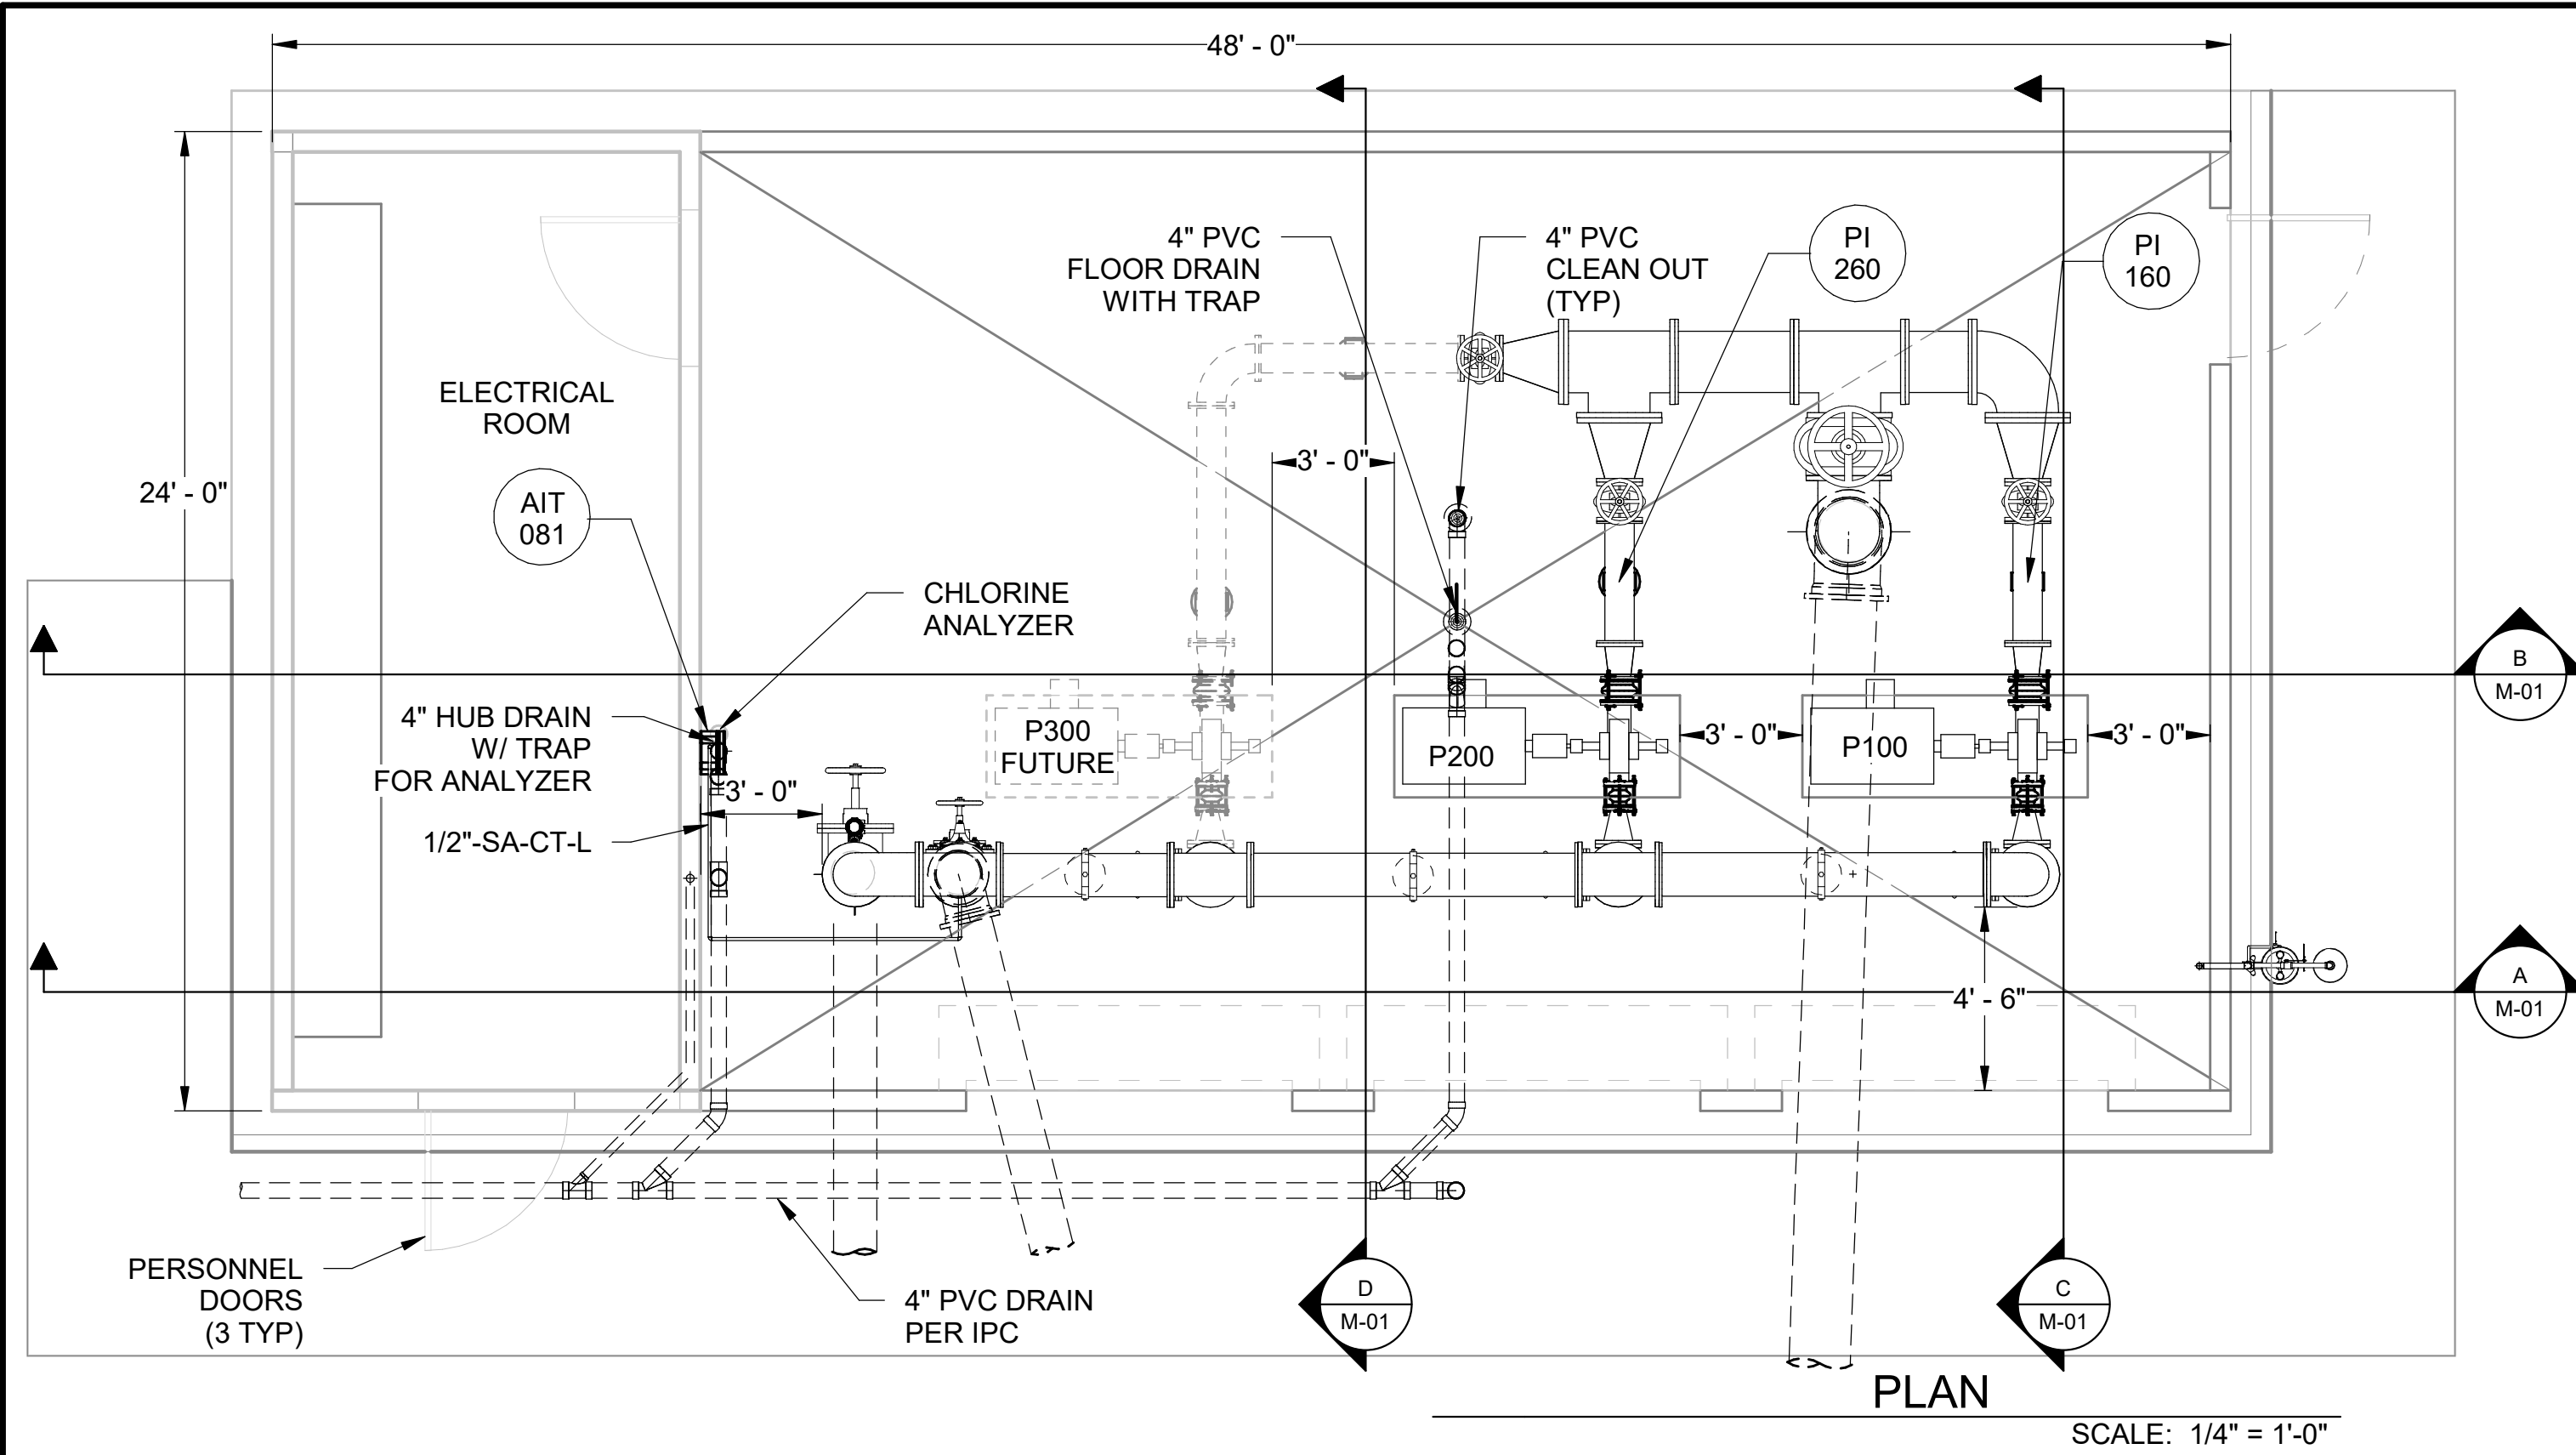 48' - 0"
4" PVC
FLOOR DRAIN
WITH TRAP
4" PVC
CLEAN OUT
(TYP)
PI
260
PI
160
ELECTRICAL
ROOM
3' - 0"
24' - 0"
AIT
081
CHLORINE
ANALYZER
B
M-01
4" HUB DRAIN
W/ TRAP
FOR ANALYZER
P300
FUTURE
P200
3' - 0"
P100
3' - 0"
3' - 0"
1/2"-SA-CT-L
A
M-01
4' - 6"
PERSONNEL
DOORS
(3 TYP)
4" PVC DRAIN
PER IPC
D
M-01
C
M-01
PLAN
SCALE: 1/4" = 1'-0"